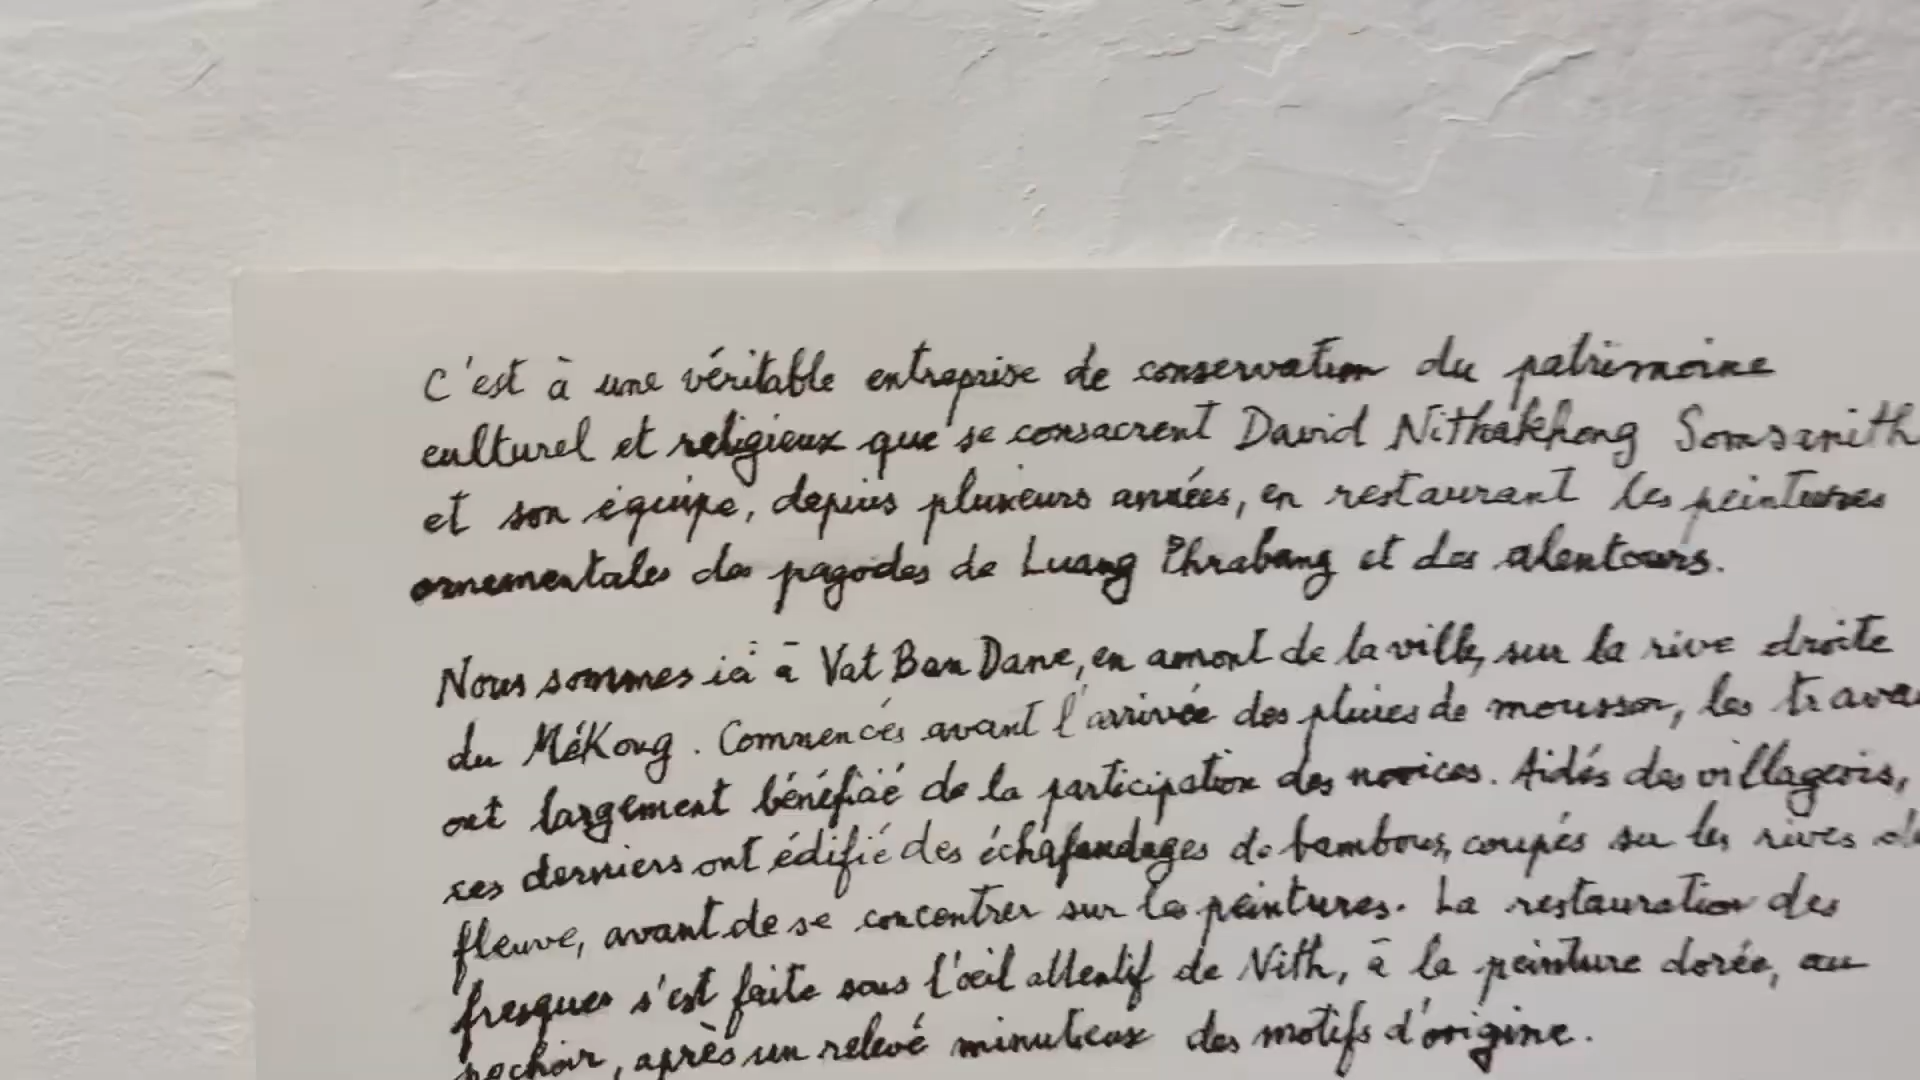 C'est à une véritable entreprise de conservation du patrimoine
culturel et religieux que se consacrent David Nithakhong Somsanith
et son équipe, depuis plusieurs années, en restaurant les peintures
ornementales des pagodes de Luang Phrabang et des alentours.
Nous sommes ici à Vat Ban Dane, en amont de la ville, sur la rive droite
du MéKong. Commencés avant l'arrivée des pluies de mousson, les
ont largement bénéficié de la participation des novices. Aidés des villageois,
ces derniers ont édifié des échafaudages de bambous, coupés sur les rives
fleuve, avant de se concentrer sur les peintures. La restauration des
fresques s'est faite sous l'œil attentif de Nith, à la peinture dorée, au
pochoir, après un relevé minutieux des motifs d'origine.